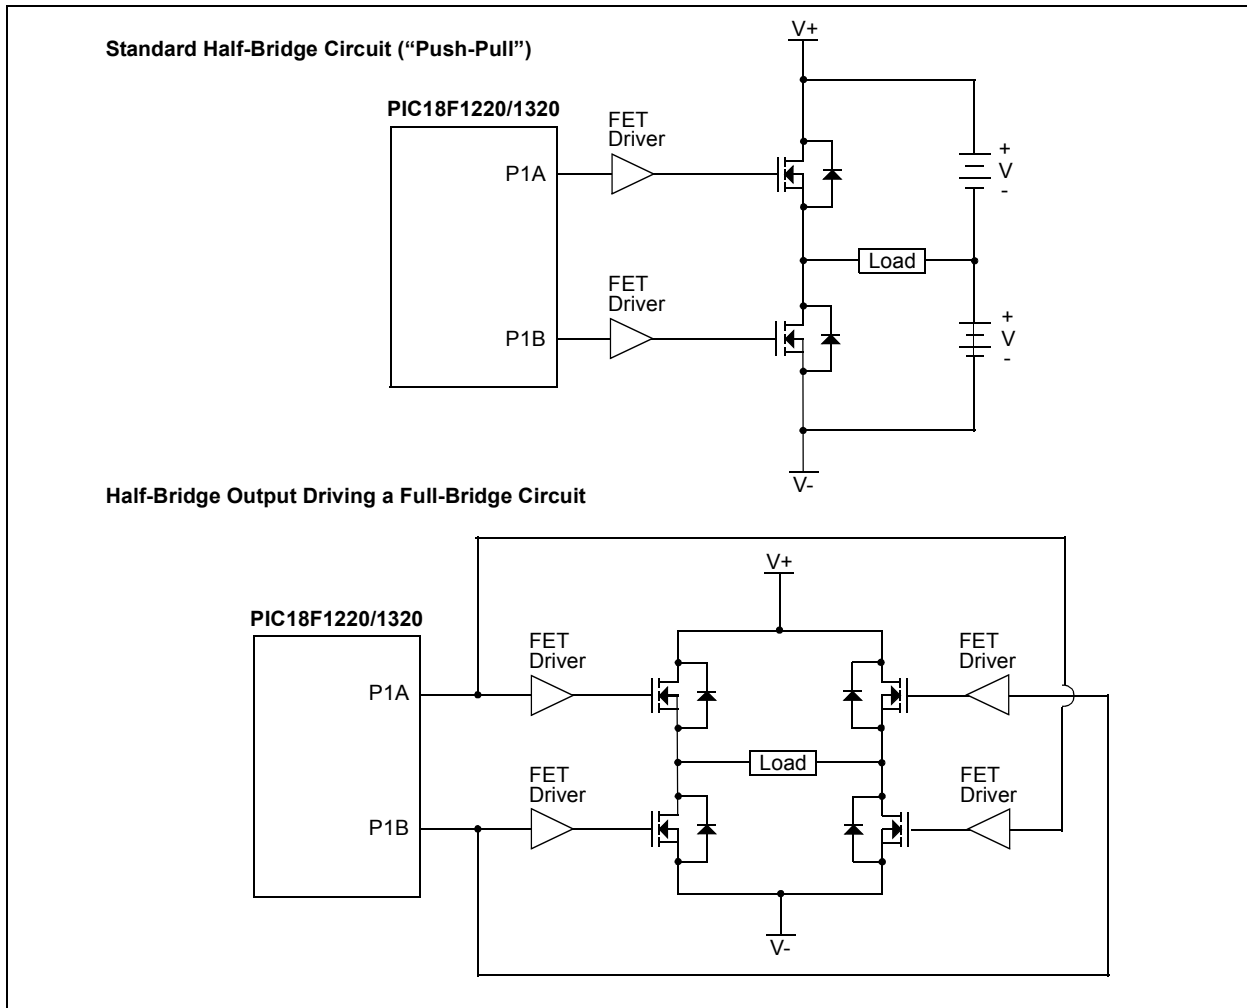 Standard Half-Bridge Circuit (“Push-Pull”)
V+
PIC18F1220/1320
FET
Driver
P1A
+
V
-
Load
FET
Driver
P1B
+
V
-
V-
Half-Bridge Output Driving a Full-Bridge Circuit
V+
PIC18F1220/1320
FET
Driver
FET
Driver
P1A
Load
FET
Driver
FET
Driver
P1B
V-